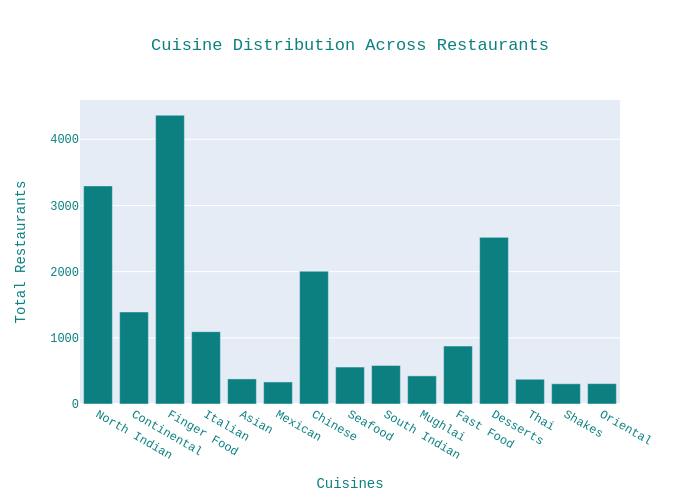 Cuisine Distribution Across Restaurants
Total Restaurants
4000
3000
2000
1000
0
North Indian
Continental
Finger Food
Italian
Asian
Mexican
Chinese
Seafood
South Indian
Mughlai
Fast Food
Desserts
Thai
Shakes
Oriental
Cuisines